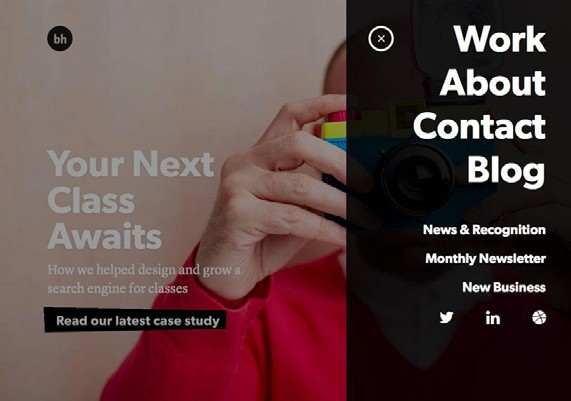 bh
Your Next
Class
Awaits
How we helped design and grow a
search engine for classes
Read our latest case study
Work
About
Contact
Blog
News & Recognition
Monthly Newsletter
New Business